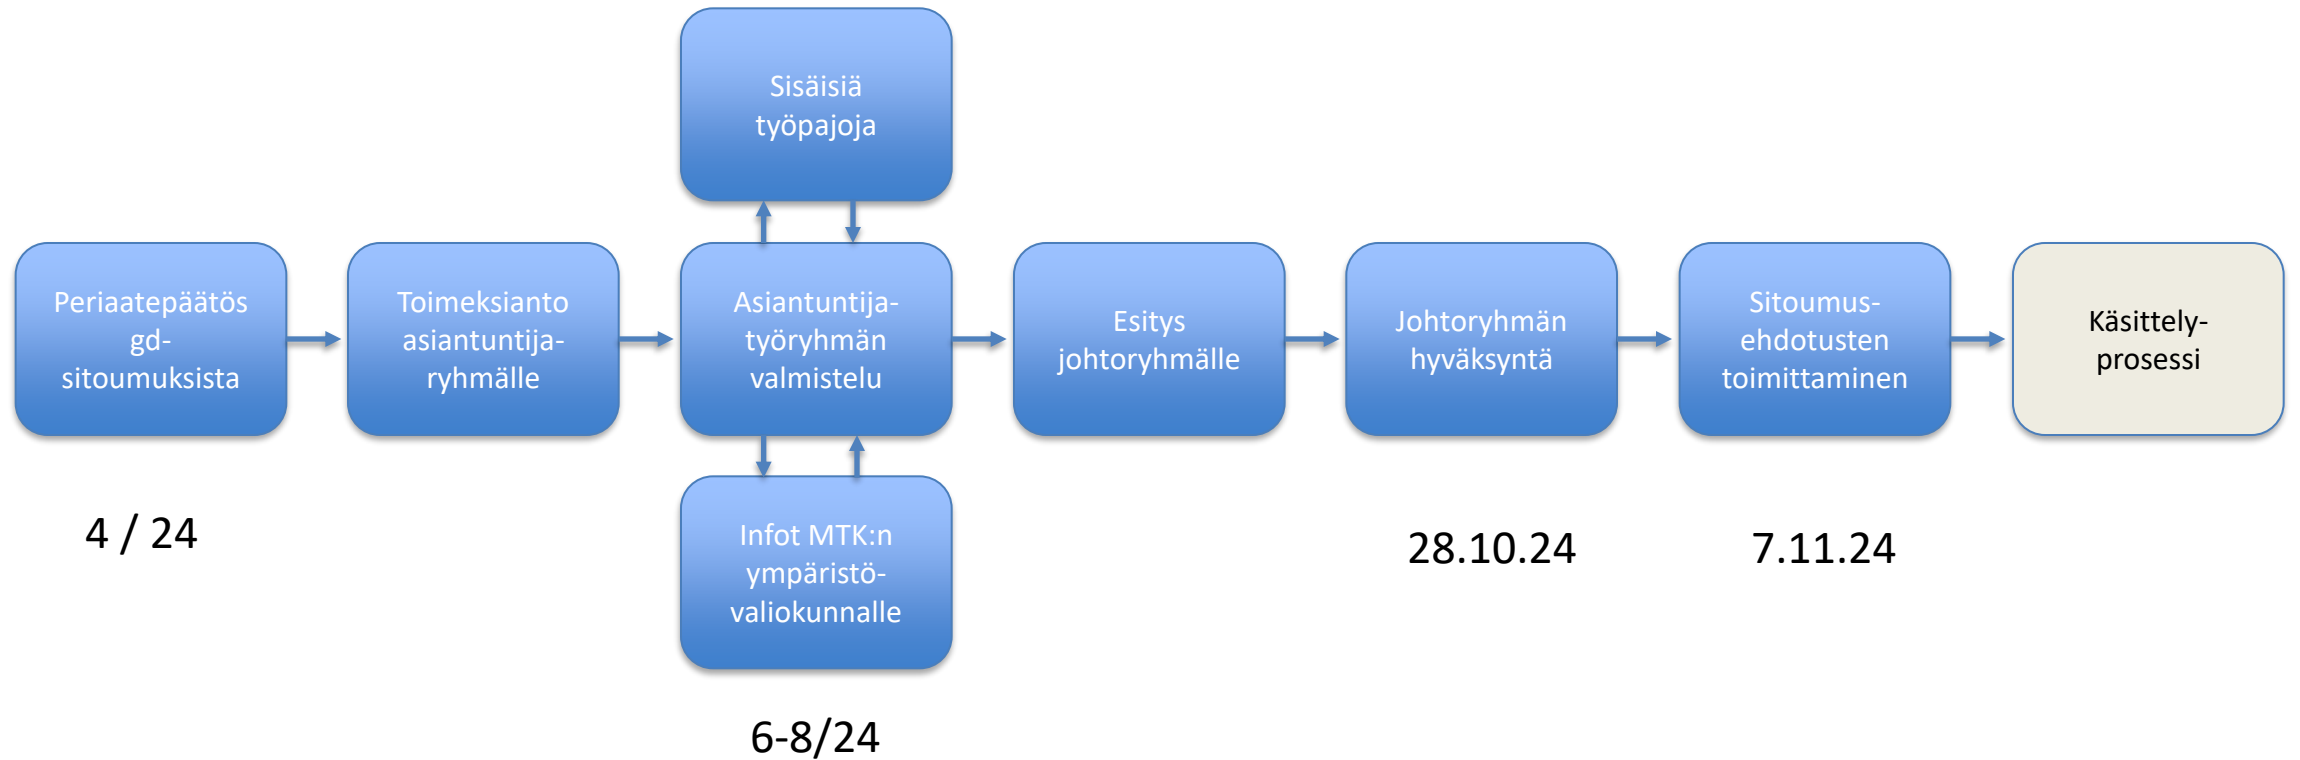 Sisäisiä
työpajoja
Periaatepäätös
gd-
sitoumuksista
Toimeksianto
asiantuntija-
ryhmälle
Asiantuntija-
työryhmän
valmistelu
Esitys
johtoryhmälle
Johtoryhmän
hyväksyntä
Sitoumus-
ehdotusten
toimittaminen
Käsittely-
prosessi
Infot MTK:n
ympäristö-
valiokunnalle
4 / 24
28.10.24
7.11.24
6-8/24